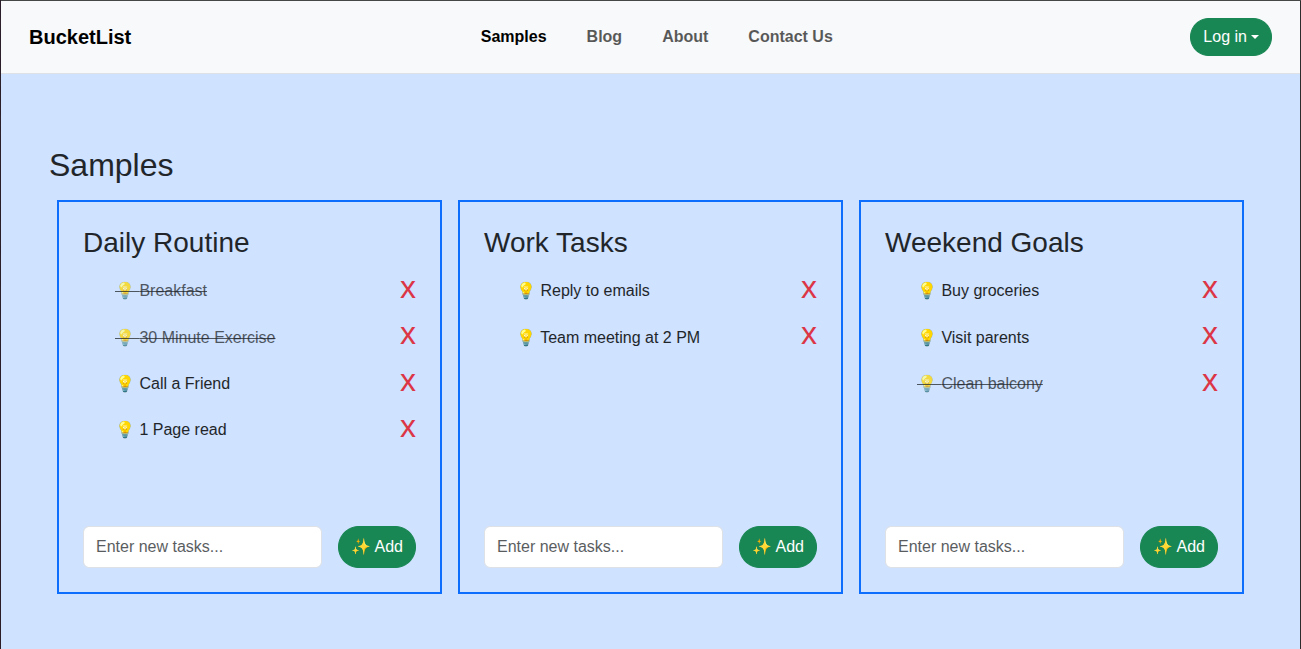 BucketList
Samples
Blog
About
Contact Us
Log in
Samples
Daily Routine
💡 Breakfast
X
💡 30 Minute Exercise
X
💡 Call a Friend
X
💡 1 Page read
X
Enter new tasks...
✨ Add
Work Tasks
💡 Reply to emails
X
💡 Team meeting at 2 PM
X
Enter new tasks...
✨ Add
Weekend Goals
💡 Buy groceries
X
💡 Visit parents
X
💡 Clean balcony
X
Enter new tasks...
✨ Add